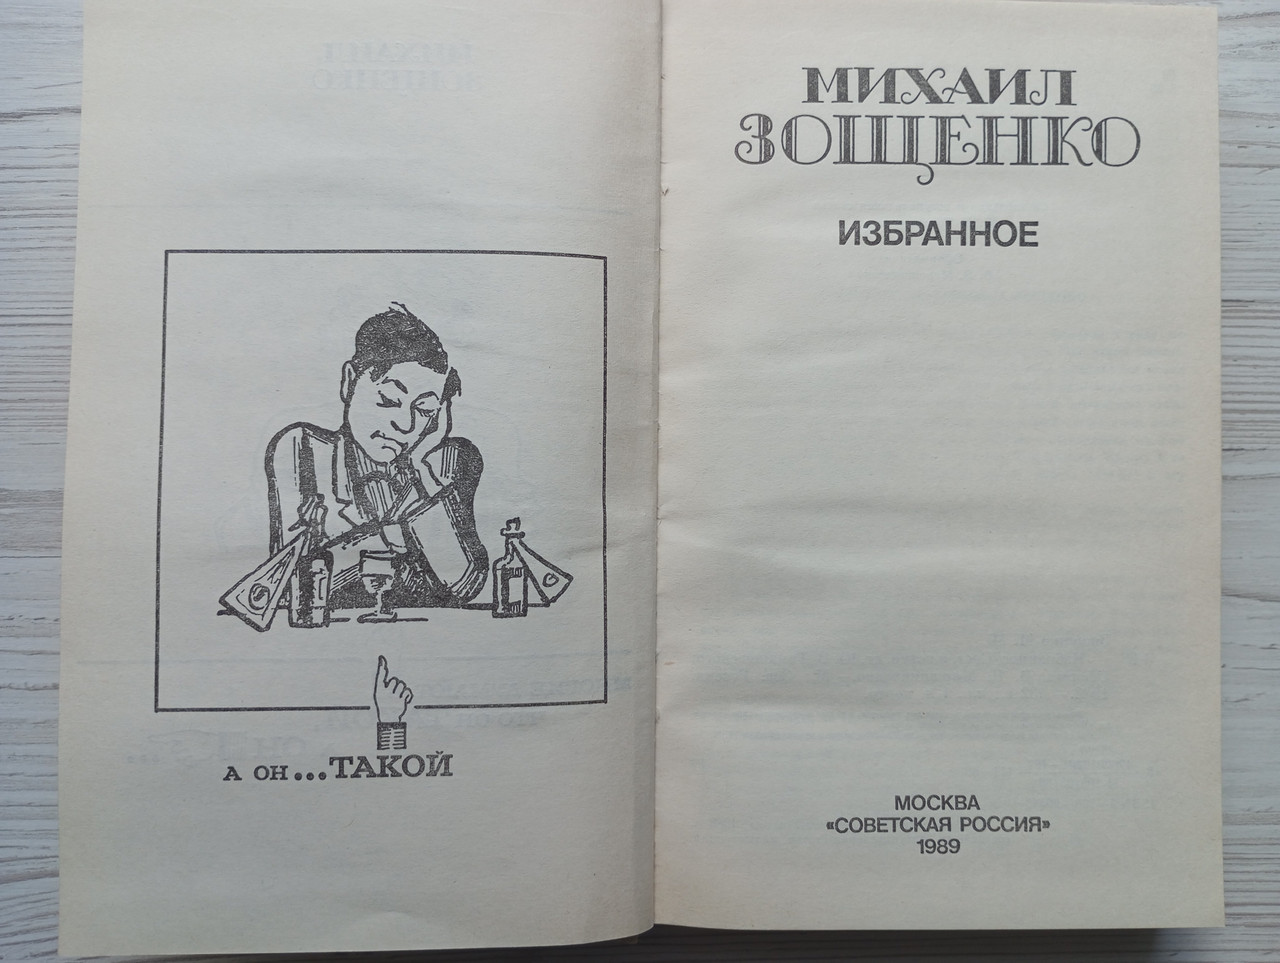 А ОН...ТАКОЙ
МИХАИЛ
ЗОЩЕНКО
ИЗБРАННОЕ
МОСКВА
«СОВЕТСКАЯ РОССИЯ»
1989